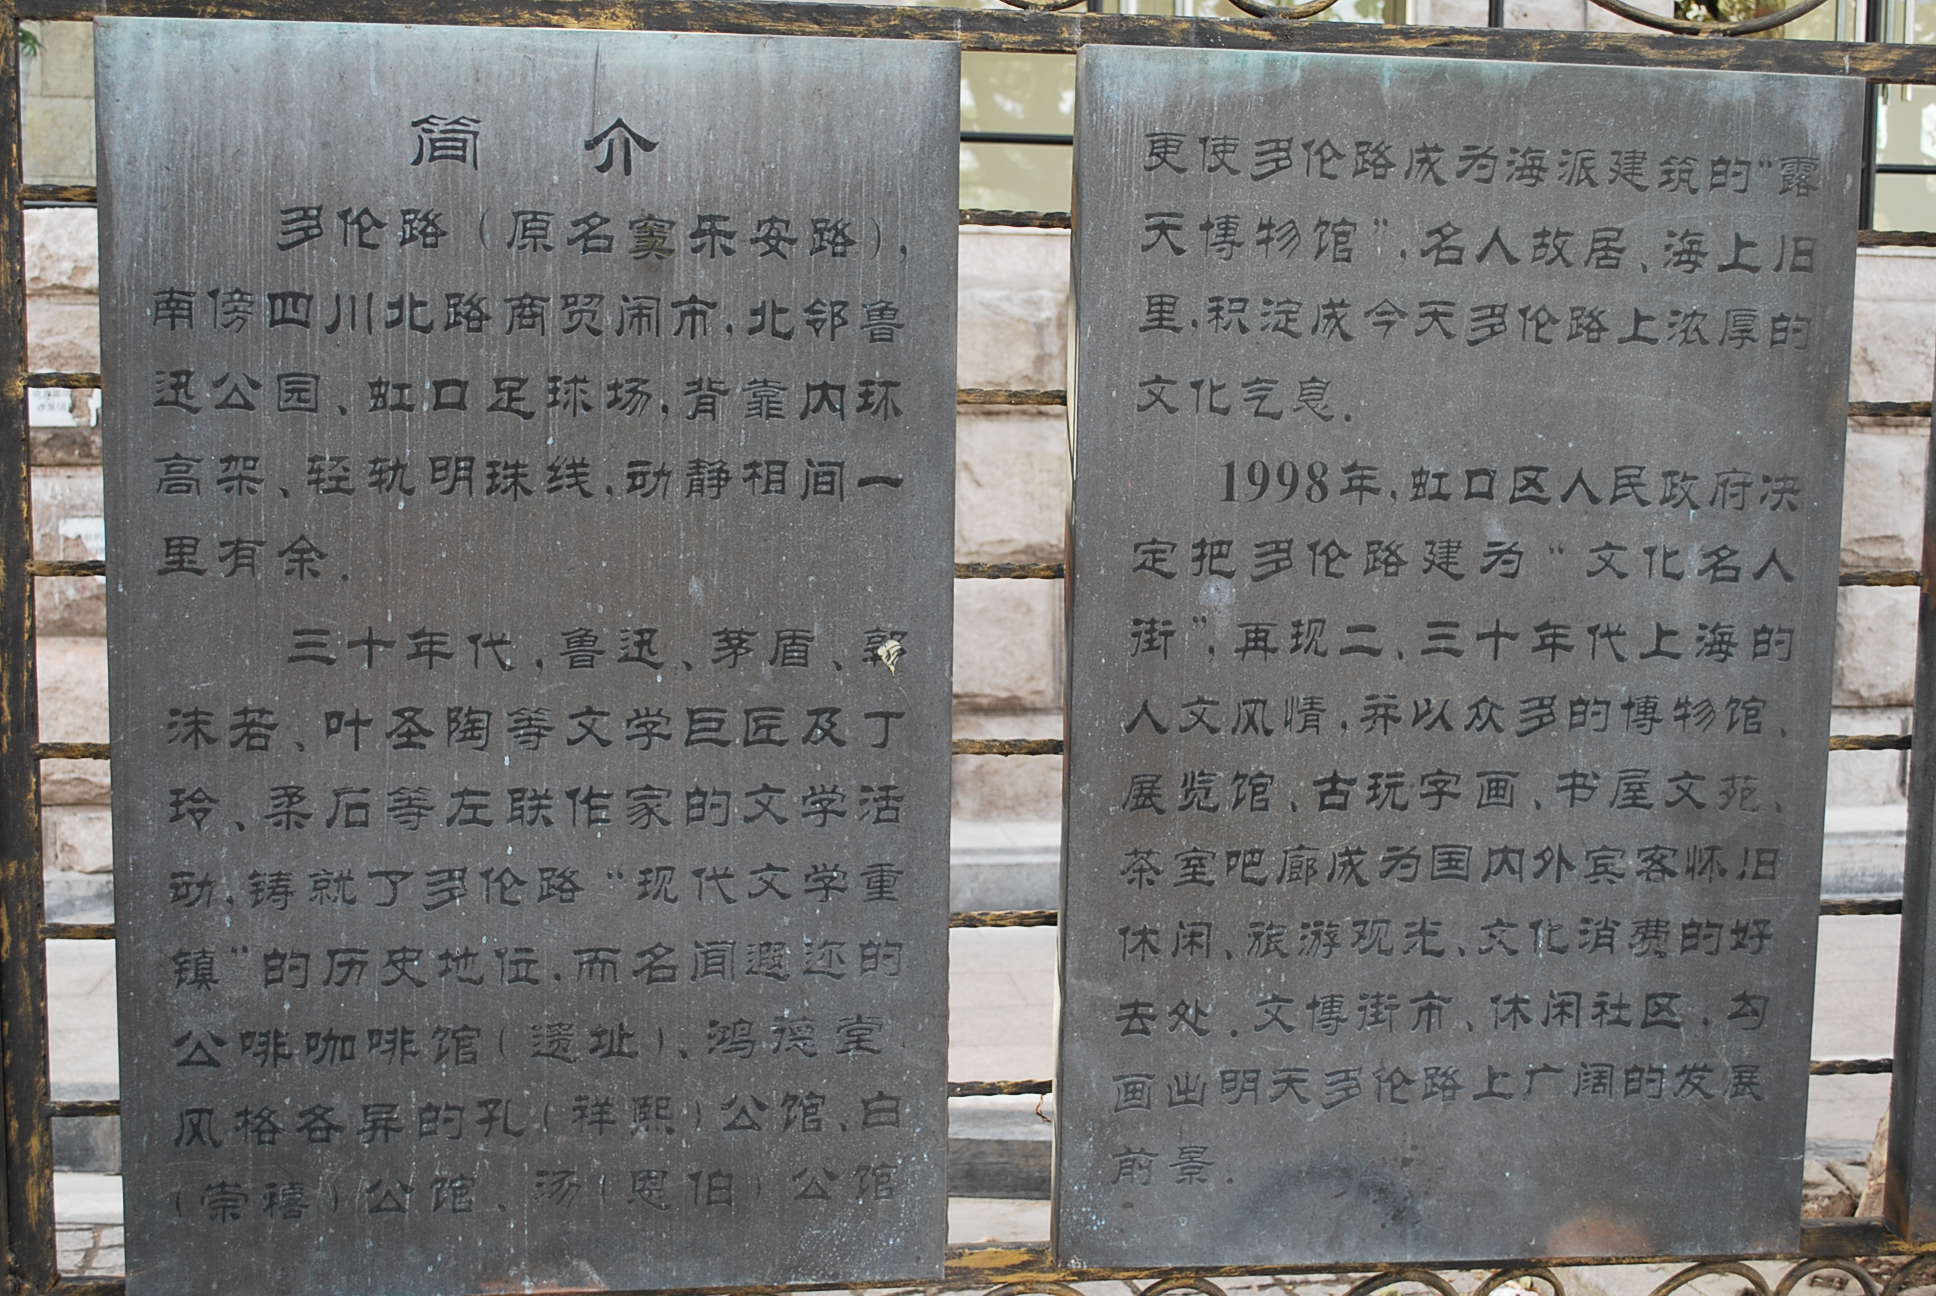 简 介
多伦路（原名窦乐安路），
南傍四川北路商贸闹市，北邻鲁
迅公园、虹口足球场，背靠内环
高架、轻轨明珠线，动静相间一
里有余．
三十年代，鲁迅、茅盾、郭
沫若、叶圣陶等文学巨匠及丁
玲、柔石等左联作家的文学活
动，铸就了多伦路“现代文学重
镇”的历史地位．而名闻遐迩的
公啡咖啡馆（遗址）、鸿德堂．
风格各异的孔（祥熙）公馆、白
（崇禧）公馆、汤（恩伯）公馆
更使多伦路成为海派建筑的“露
天博物馆”，名人故居、海上旧
里，积淀成今天多伦路上浓厚的
文化气息．
1998年，虹口区人民政府决
定把多伦路建为“文化名人
街”，再现二、三十年代上海的
人文风情，并以众多的博物馆、
展览馆、古玩字画、书屋文苑、
茶室吧廊成为国内外宾客怀旧
休闲、旅游观光、文化消费的好
去处．文博街市、休闲社区，勾
画出明天多伦路上广阔的发展
前景．